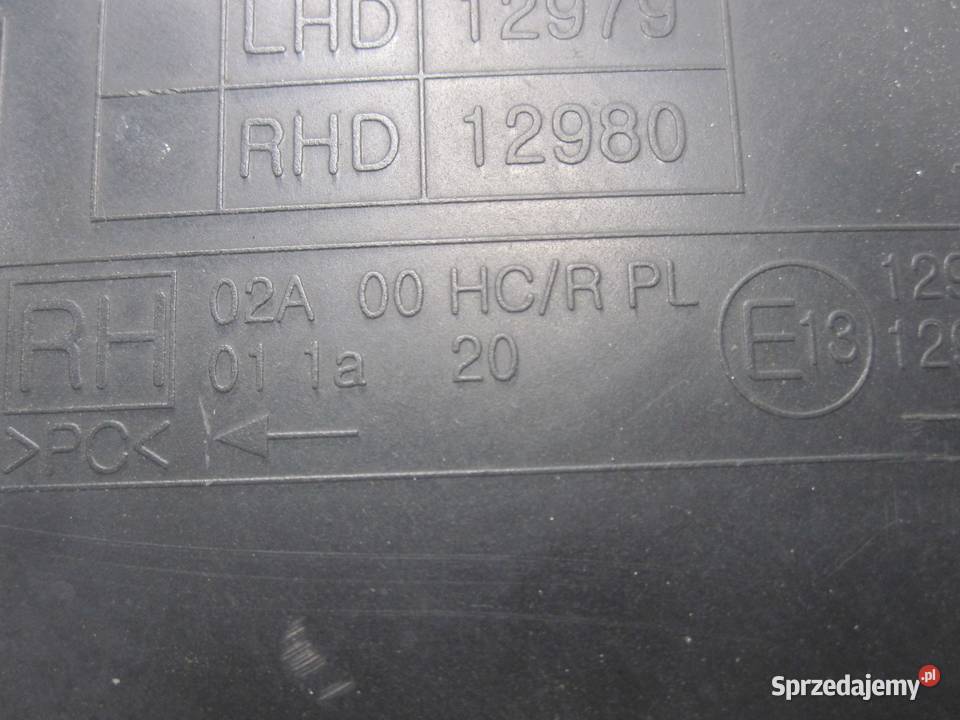 LHD 12979
RHD 12980
RH 02A 00 HC/R PL E13
01 1a 20
>PC<
Sprzedajemy.pl